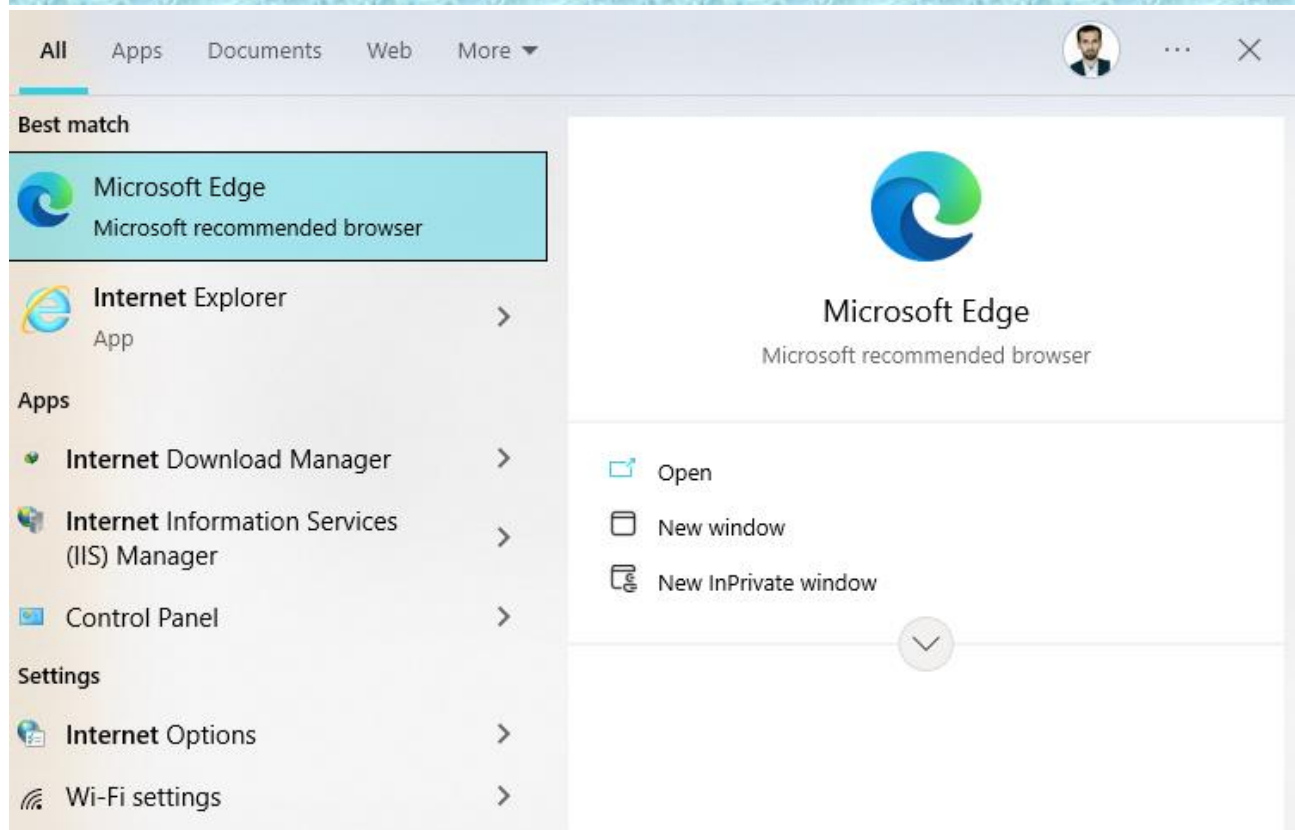 All Apps Documents Web More
Best match
Microsoft Edge
Microsoft recommended browser
Internet Explorer
App
Apps
Internet Download Manager
Internet Information Services
(IIS) Manager
Control Panel
Settings
Internet Options
Wi-Fi settings
Microsoft Edge
Microsoft recommended browser
Open
New window
New InPrivate window